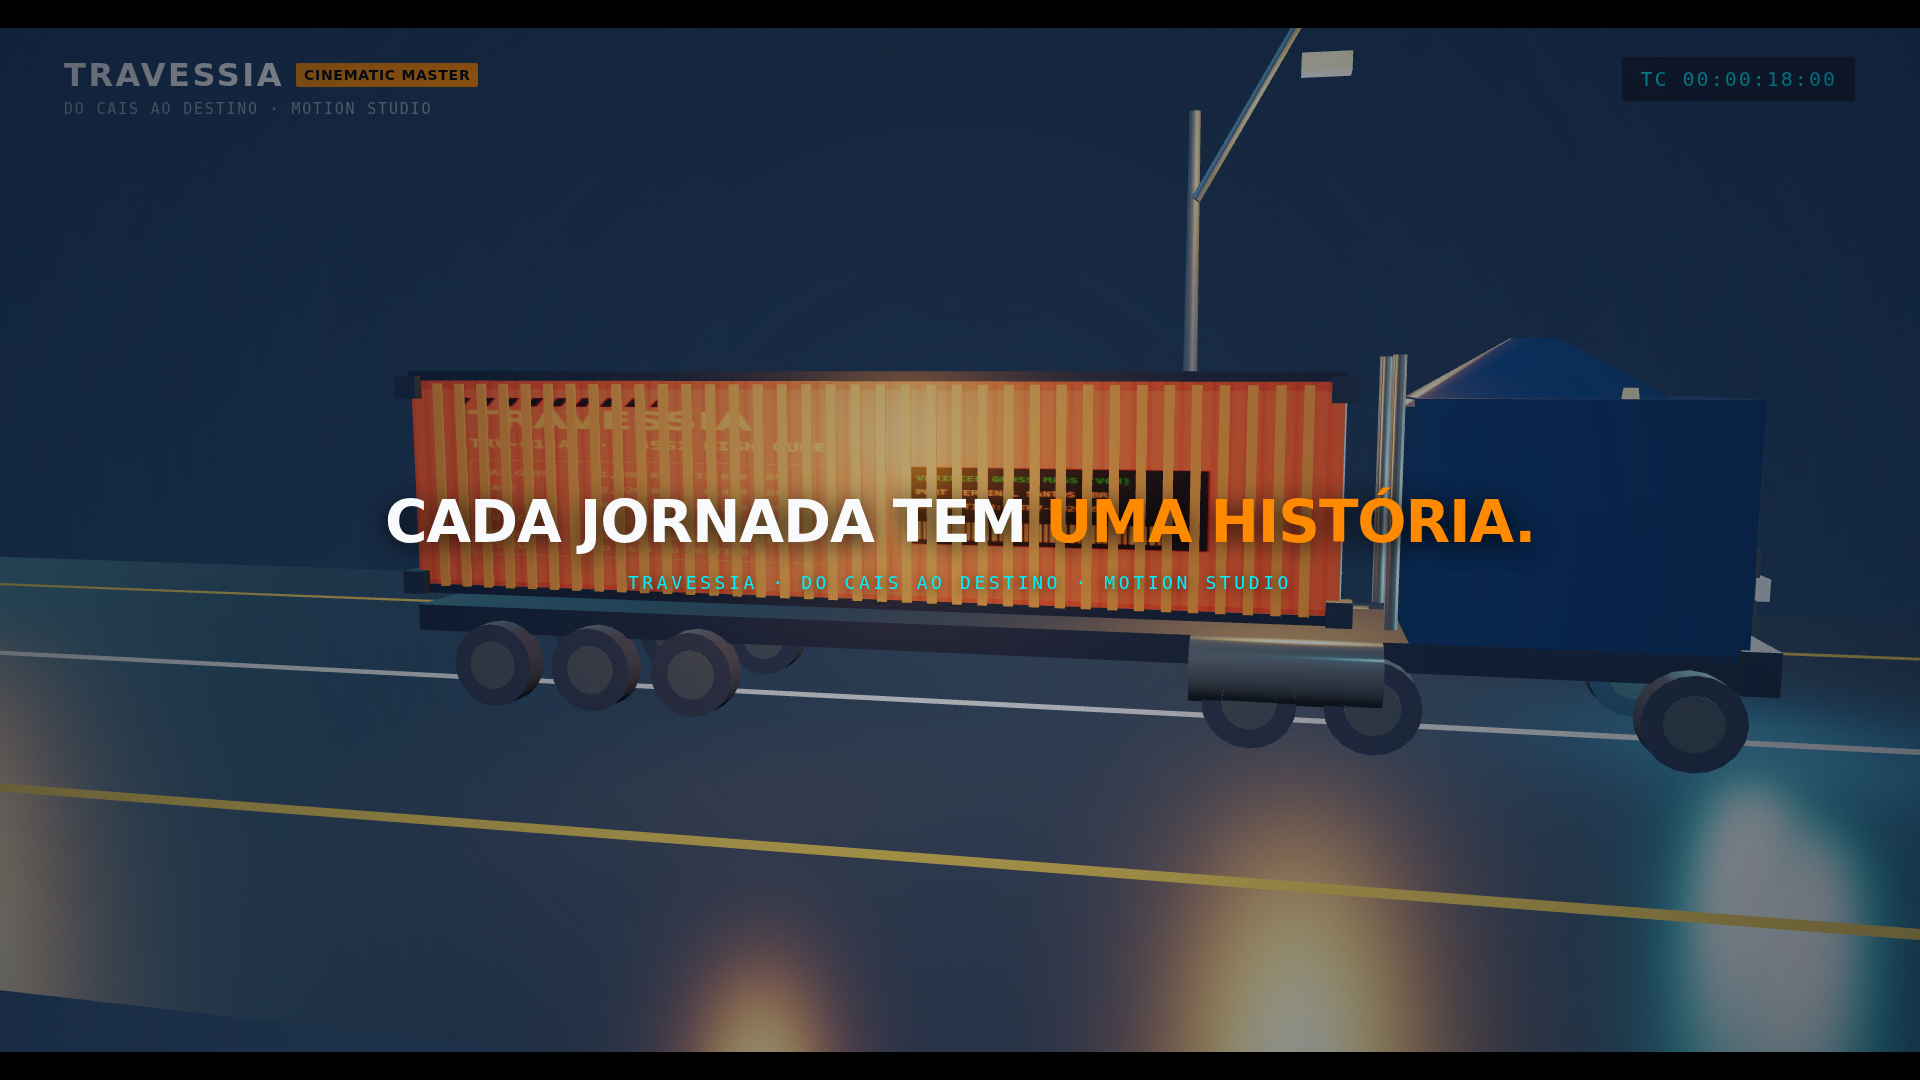 TRAVESSIA CINEMATIC MASTER
DO CAIS AO DESTINO · MOTION STUDIO
TC 00:00:18:00
TRAVESSIA
CADA JORNADA TEM UMA HISTÓRIA.
TRAVESSIA · DO CAIS AO DESTINO · MOTION STUDIO